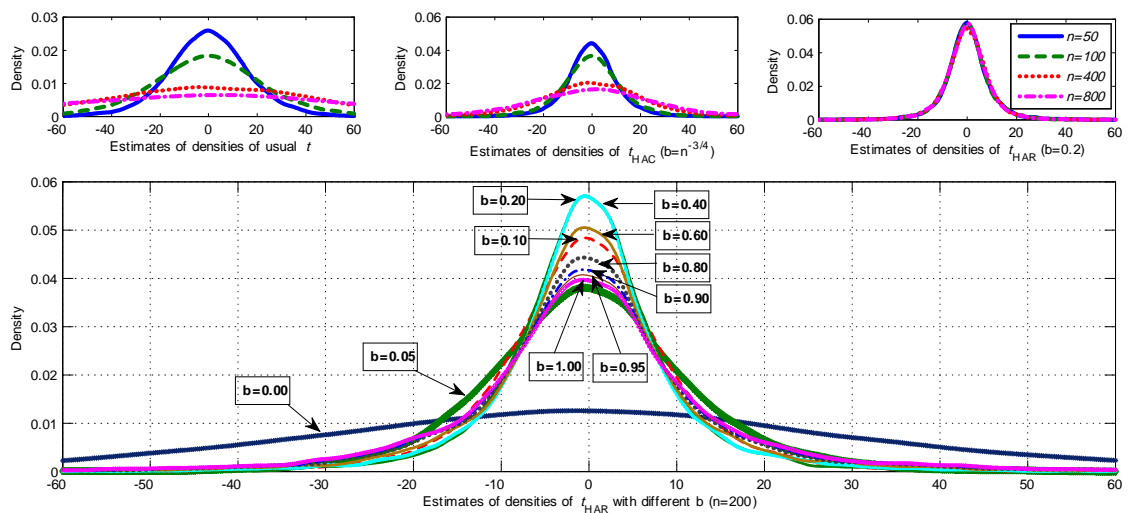 0.03
0.02
0.01
0
Density
-60 -40 -20 0 20 40 60
Estimates of densities of usual t
0.06
0.04
0.02
0
Density
-60 -40 -20 0 20 40 60
Estimates of densities of t_HAC (b=n^-3/4)
0.06
0.04
0.02
0
Density
-60 -40 -20 0 20 40 60
Estimates of densities of t_HAR (b=0.2)
n=50
n=100
n=400
n=800
0.06
0.05
0.04
0.03
0.02
0.01
0
Density
b=0.20
b=0.40
b=0.10
b=0.60
b=0.80
b=0.90
b=0.05
b=1.00
b=0.95
b=0.00
-60 -50 -40 -30 -20 -10 0 10 20 30 40 50 60
Estimates of densities of t_HAR with different b (n=200)